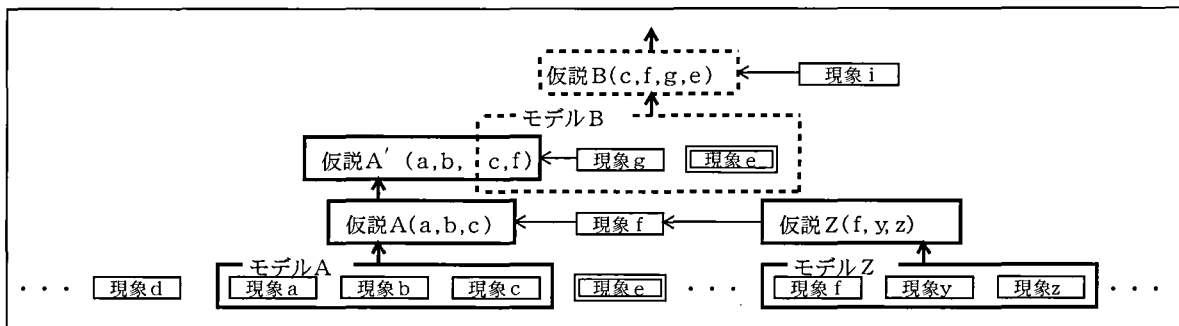 仮説B(c,f,g,e)
現象i
モデルB
仮説A′ (a,b, c,f)
現象g
現象e
仮説A(a,b,c)
現象f
仮説Z(f,y,z)
モデルA
モデルZ
・・・ 現象d 現象a 現象b 現象c 現象e ・・・ 現象f 現象y 現象z ・・・